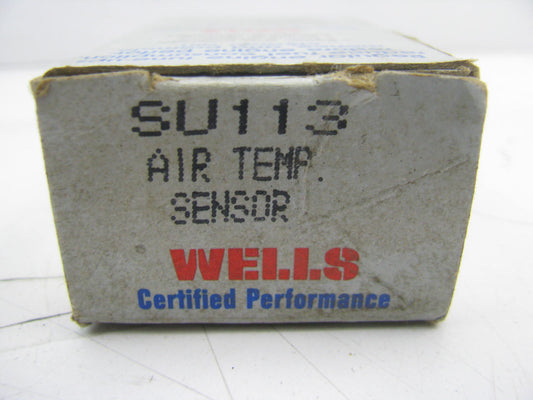 SU113
AIR TEMP.
SENSOR
WELLS
Certified Performance